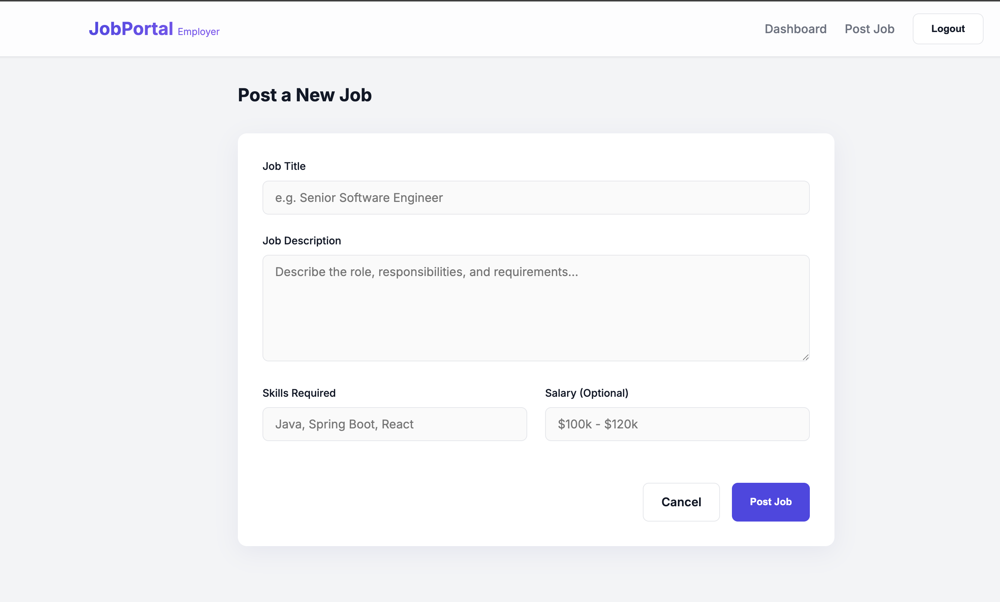 JobPortal Employer
Dashboard
Post Job
Logout
Post a New Job
Job Title
e.g. Senior Software Engineer
Job Description
Describe the role, responsibilities, and requirements...
Skills Required
Salary (Optional)
Java, Spring Boot, React
$100k - $120k
Cancel
Post Job